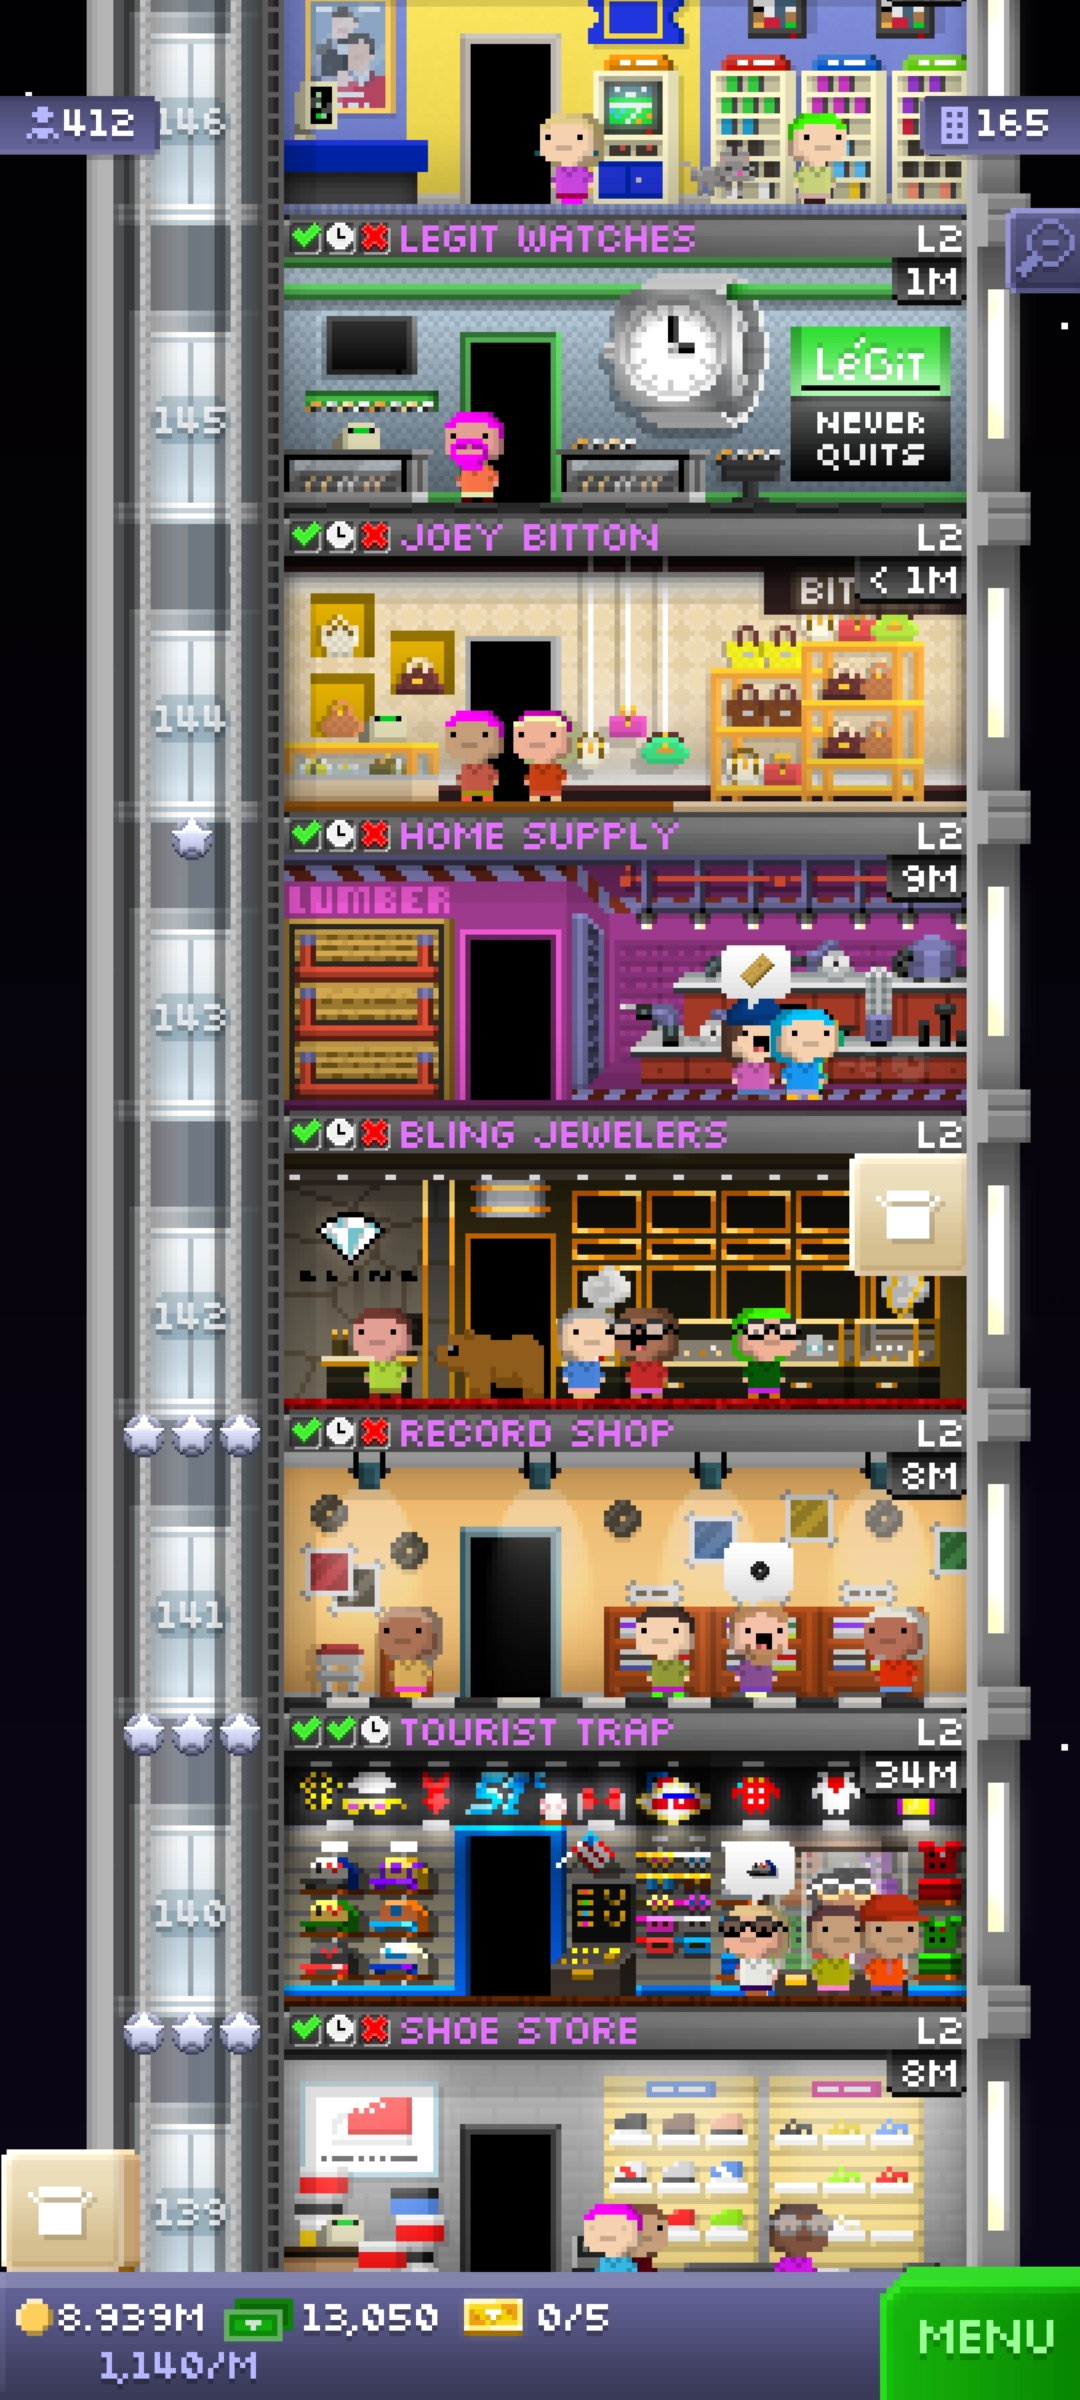 412
146
165
LEGIT WATCHES
L2
1M
LéGiT
NEVER
QUITS
145
JOEY BITTON
L2
BIT
< 1M
144
HOME SUPPLY
L2
9M
LUMBER
143
BLING JEWELERS
L2
BLING
142
RECORD SHOP
L2
8M
141
TOURIST TRAP
L2
34M
140
SHOE STORE
L2
8M
139
8.939M
13,050
0/5
MENU
1,140/M